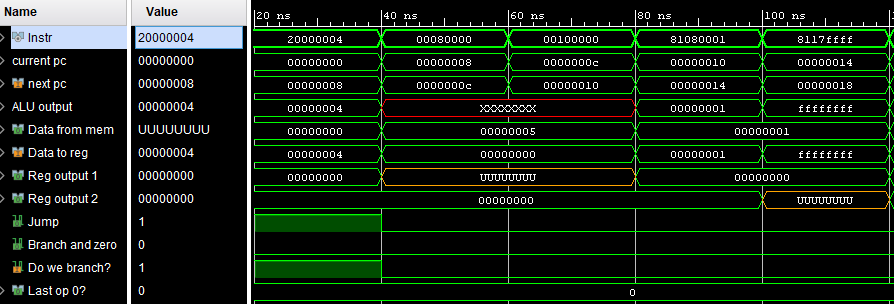 Name Value 20 ns 40 ns 60 ns 80 ns 100 ns
Instr 20000004 20000004 00080000 00100000 81080001 8117ffff
current pc 00000000 00000000 00000008 0000000c 00000010 00000014
next pc 00000008 00000008 0000000c 00000010 00000014 00000018
ALU output 00000004 00000004 XXXXXXXX 00000001 ffffffff
Data from mem UUUUUUUU 00000000 00000005 00000001
Data to reg 00000004 00000004 00000000 00000001 ffffffff
Reg output 1 00000000 00000000 UUUUUUUU 00000000
Reg output 2 00000000 00000000 UUUUUUUU
Jump 1
Branch and zero 0
Do we branch? 1
Last op 0? 0 0